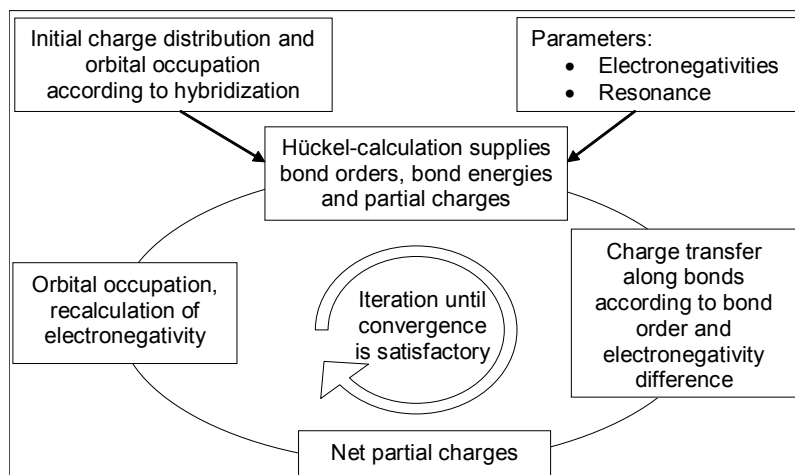 Initial charge distribution and
orbital occupation
according to hybridization
Parameters:
• Electronegativities
• Resonance
Hückel-calculation supplies
bond orders, bond energies
and partial charges
Charge transfer
along bonds
according to bond
order and
electronegativity
difference
Orbital occupation,
recalculation of
electronegativity
Iteration until
convergence
is satisfactory
Net partial charges